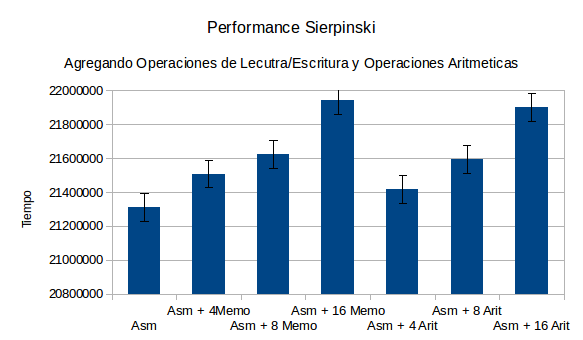 Performance Sierpinski
Agregando Operaciones de Lecutra/Escritura y Operaciones Aritmeticas
22000000
21800000
21600000
21400000
21200000
21000000
20800000
Tiempo
Asm + 4Memo
Asm + 16 Memo
Asm + 8 Arit
Asm
Asm + 8 Memo
Asm + 4 Arit
Asm + 16 Arit